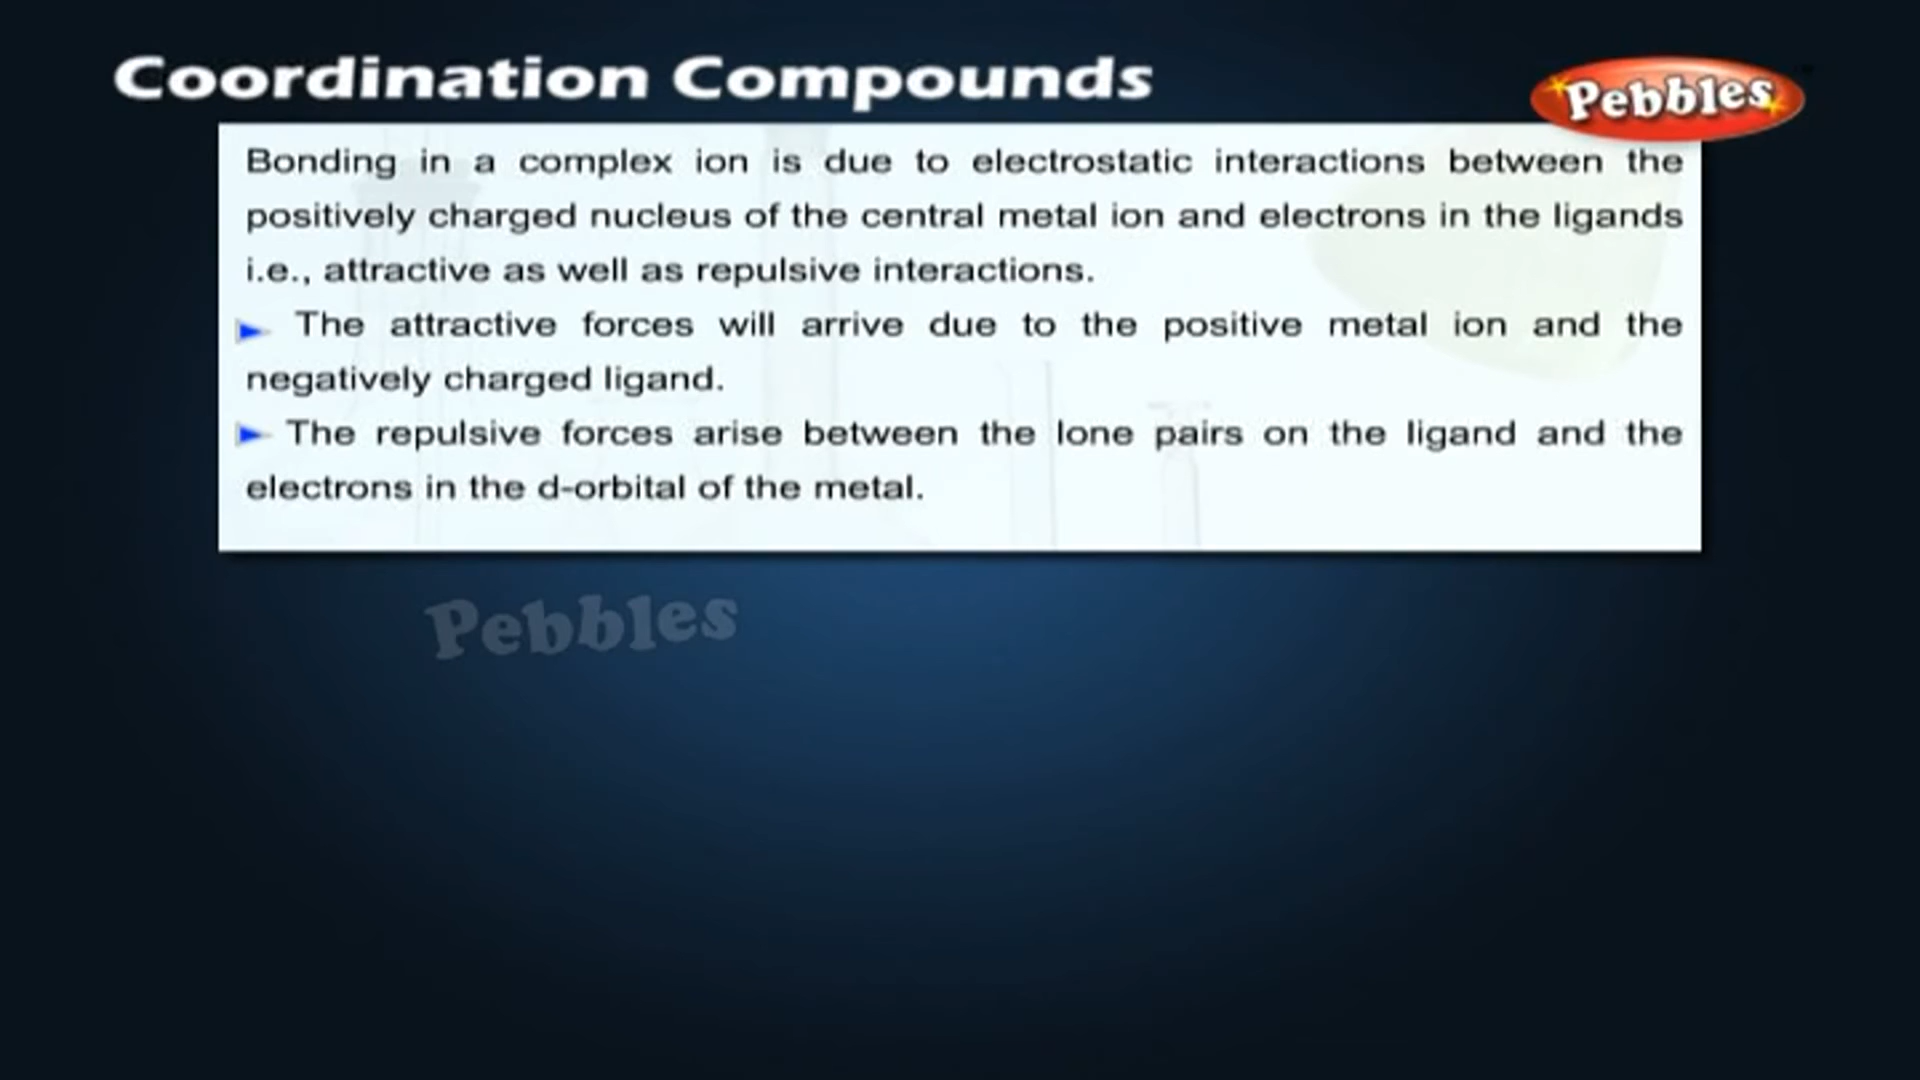 Coordination Compounds
Pebbles
Bonding in a complex ion is due to electrostatic interactions between the
positively charged nucleus of the central metal ion and electrons in the ligands
i.e., attractive as well as repulsive interactions.
The attractive forces will arrive due to the positive metal ion and the
negatively charged ligand.
The repulsive forces arise between the lone pairs on the ligand and the
electrons in the d-orbital of the metal.
Pebbles